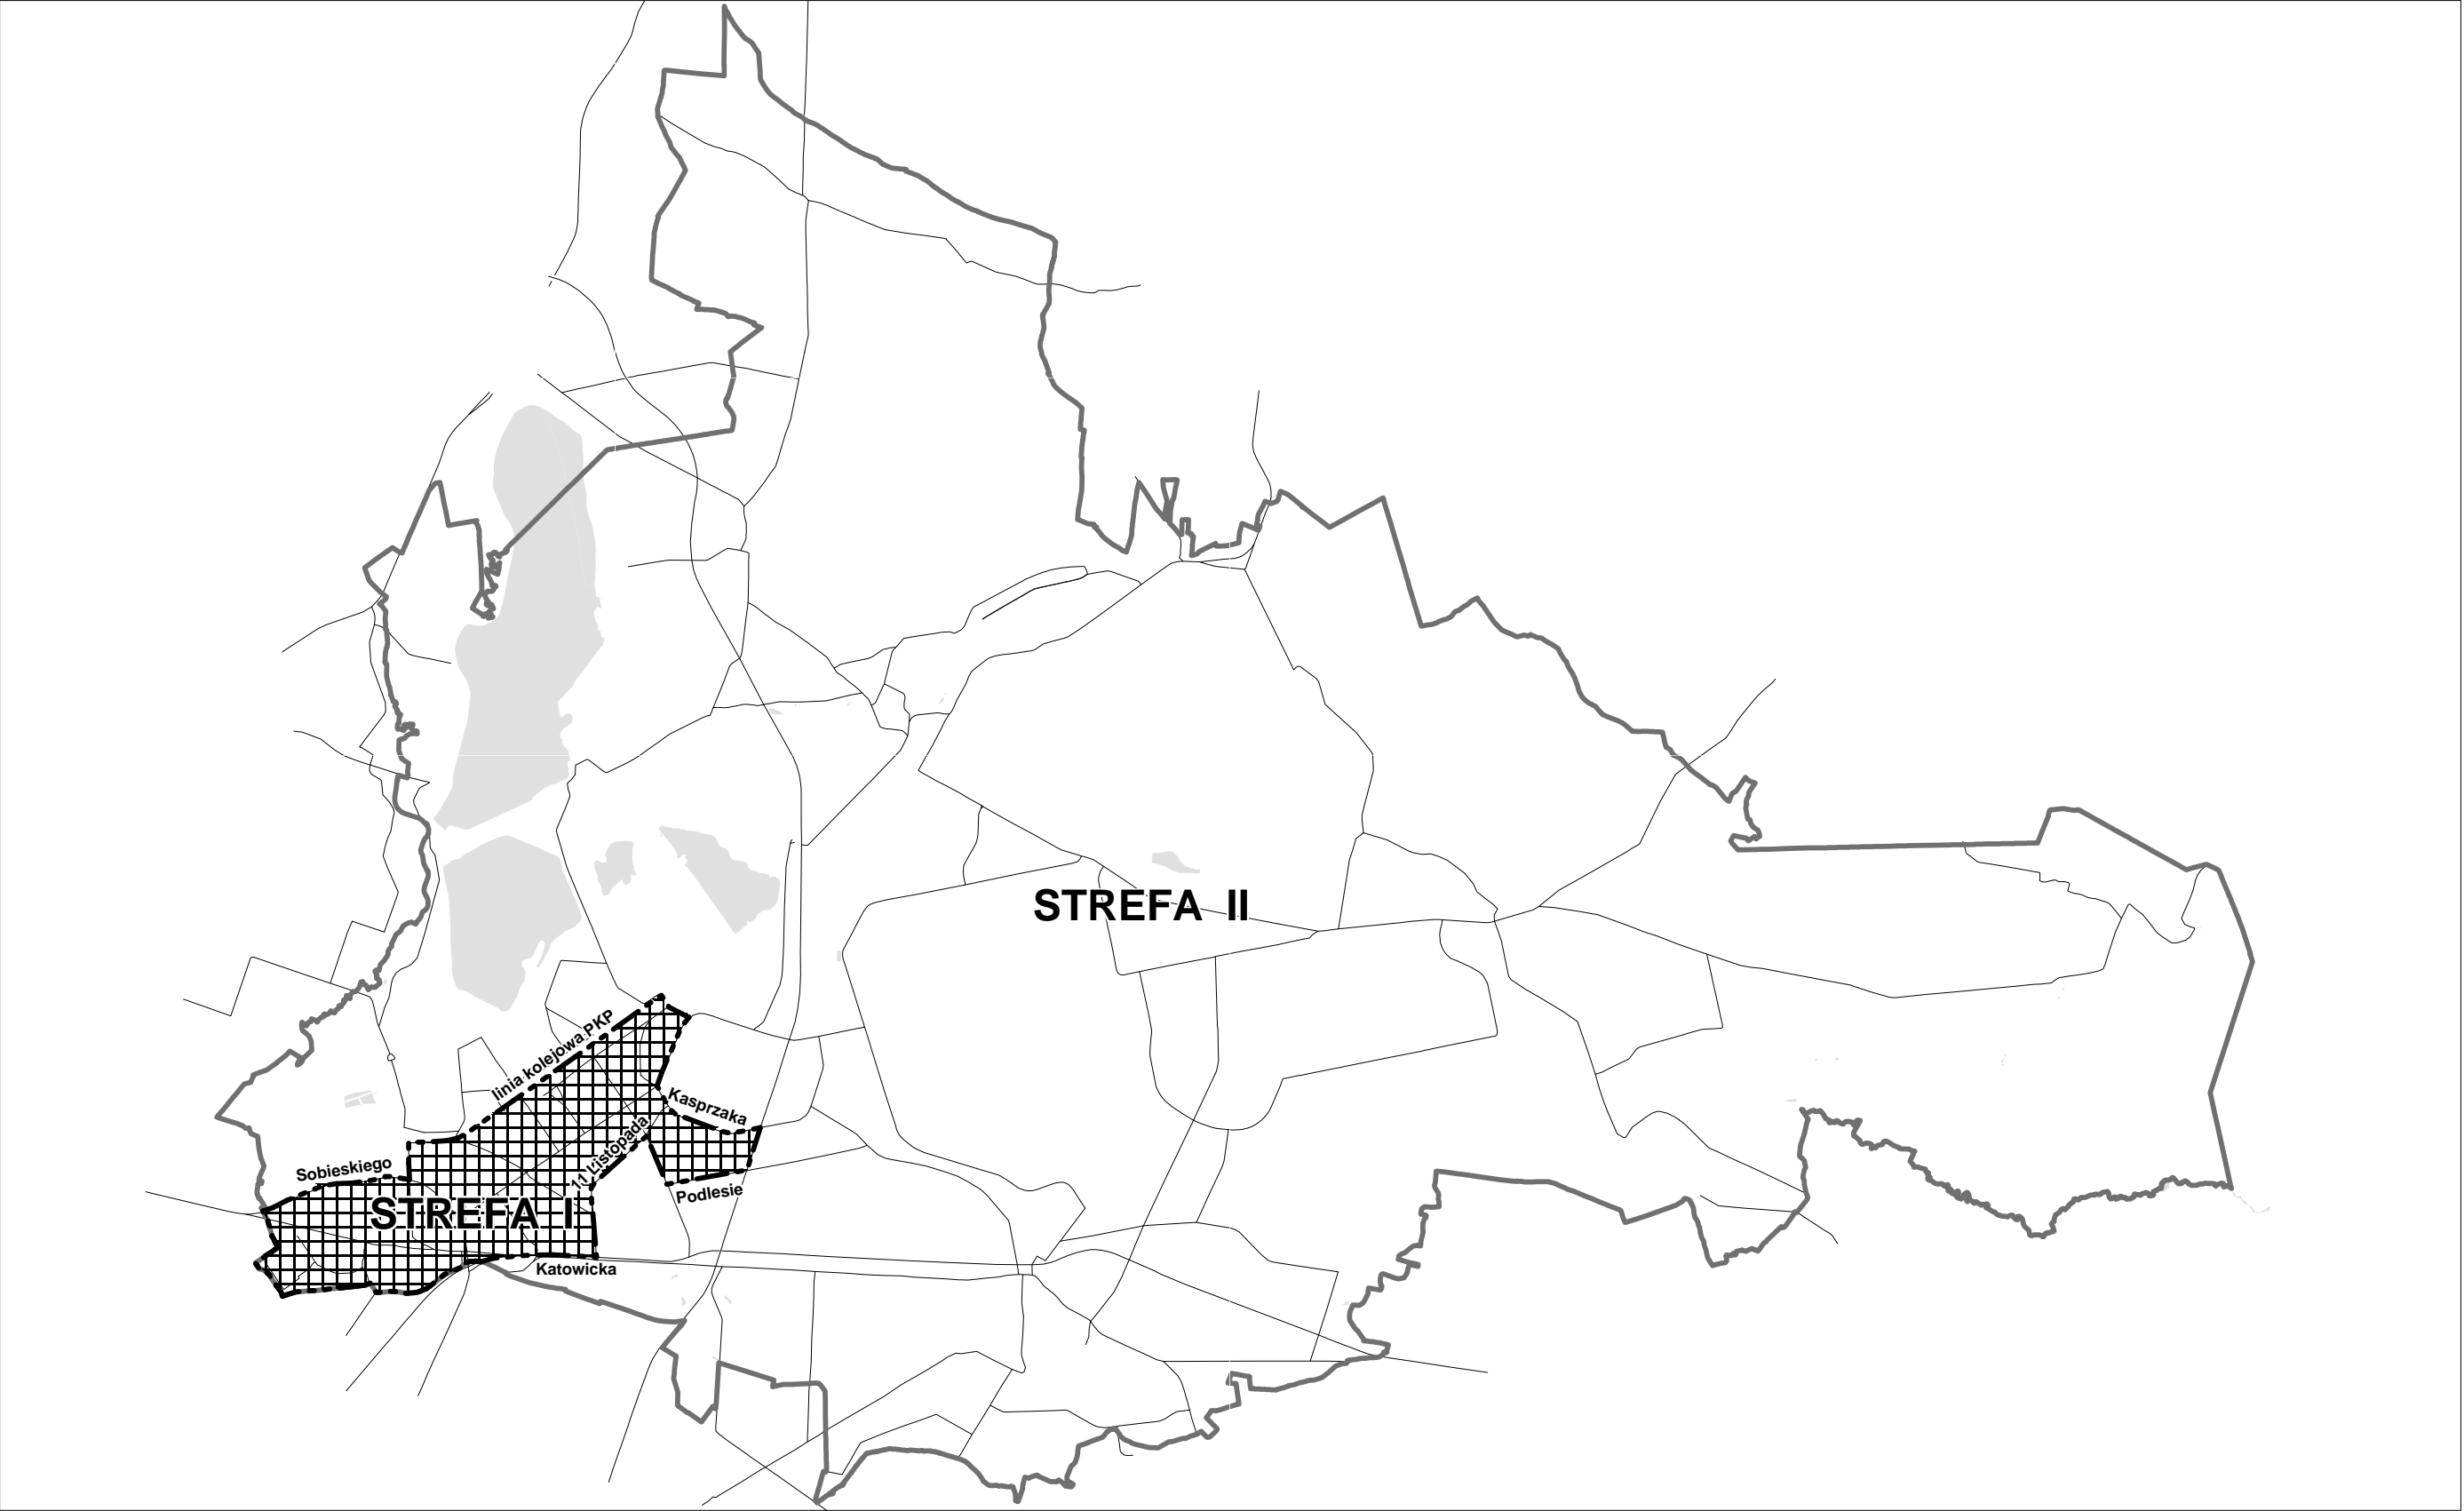 STREFA II
linia kolejowa PKP
Kasprzaka
11 Listopada
Sobieskiego
Podlesie
STREFA I
Katowicka